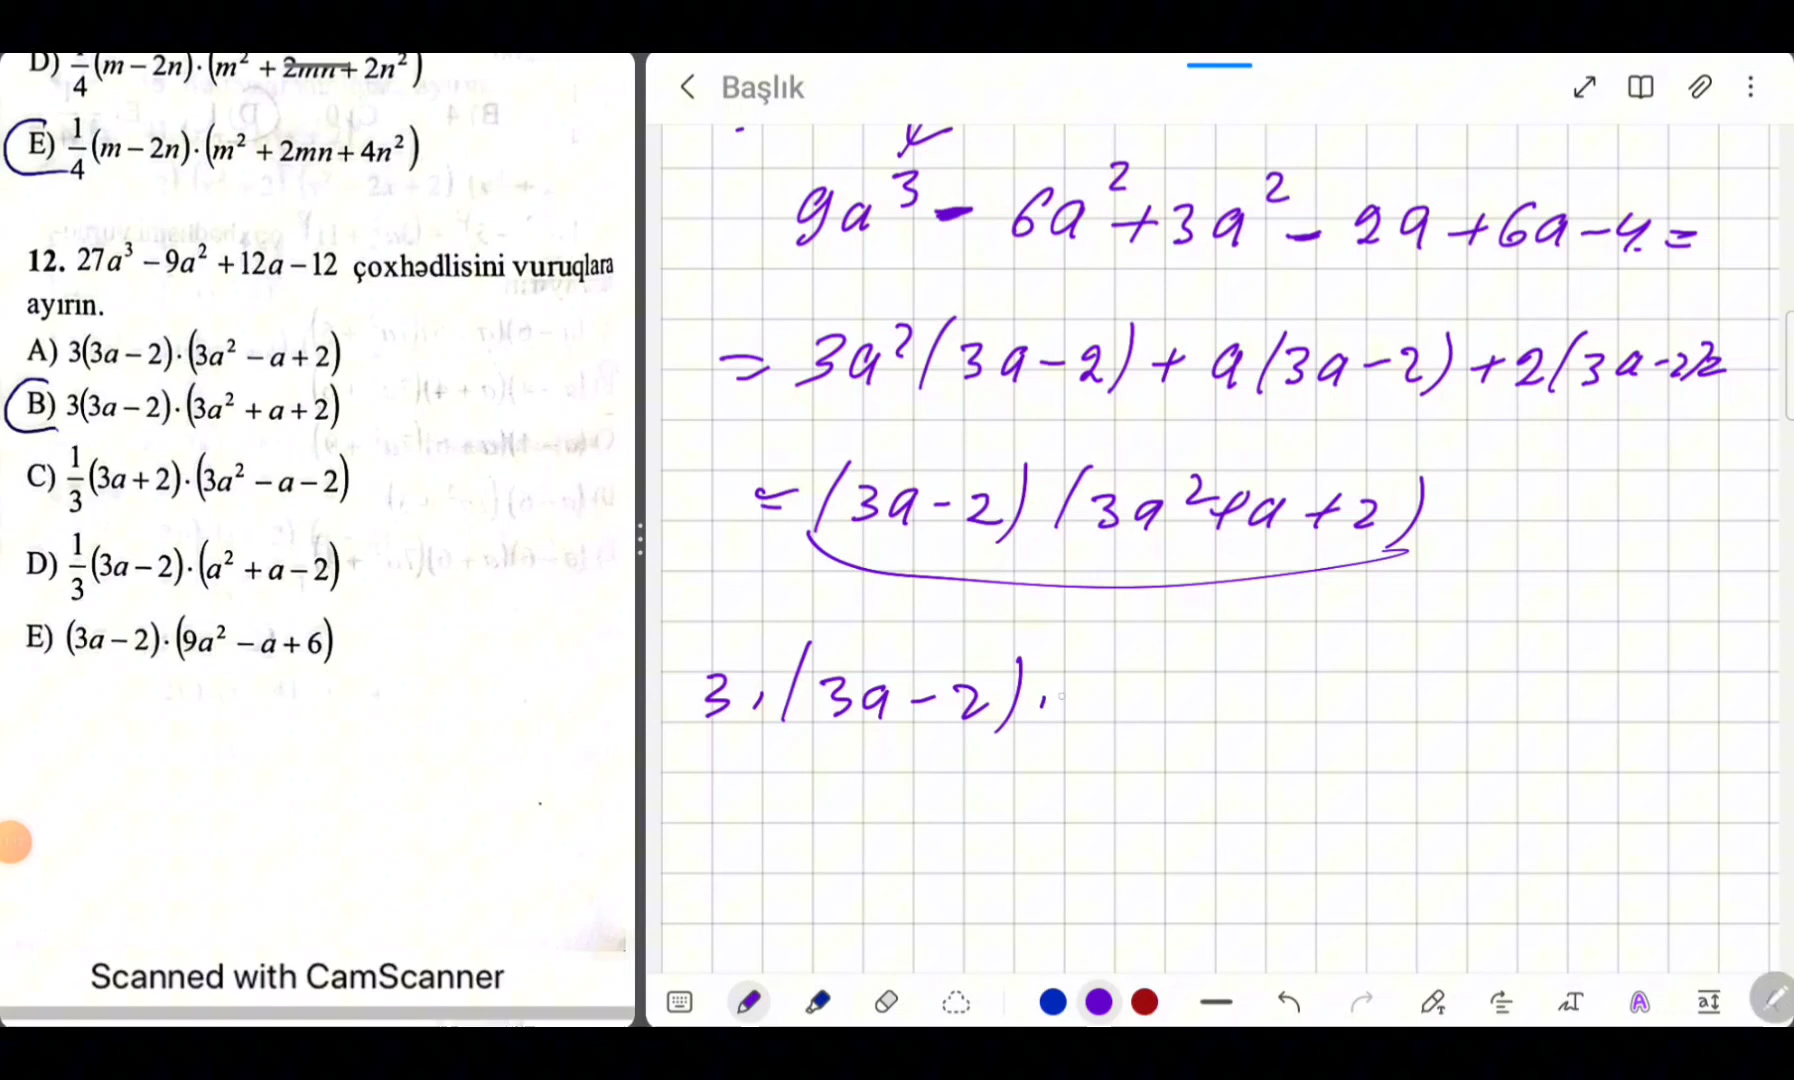 D) 1/4 (m – 2n)·(m² + 2mn + 2n²)
E) 1/4 (m – 2n)·(m² + 2mn + 4n²)
12. 27a³ – 9a² + 12a – 12 çoxhədlisini vuruqlara
ayırın.
A) 3(3a – 2)·(3a² – a + 2)
B) 3(3a – 2)·(3a² + a + 2)
C) 1/3 (3a + 2)·(3a² – a – 2)
D) 1/3 (3a – 2)·(a² + a – 2)
E) (3a – 2)·(9a² – a + 6)
Scanned with CamScanner
Başlık
9a³ - 6a² + 3a² - 2a + 6a - 4 =
= 3a²(3a - 2) + a(3a - 2) + 2(3a - 2)=
= (3a - 2)(3a² + a + 2)
3·(3a - 2)·